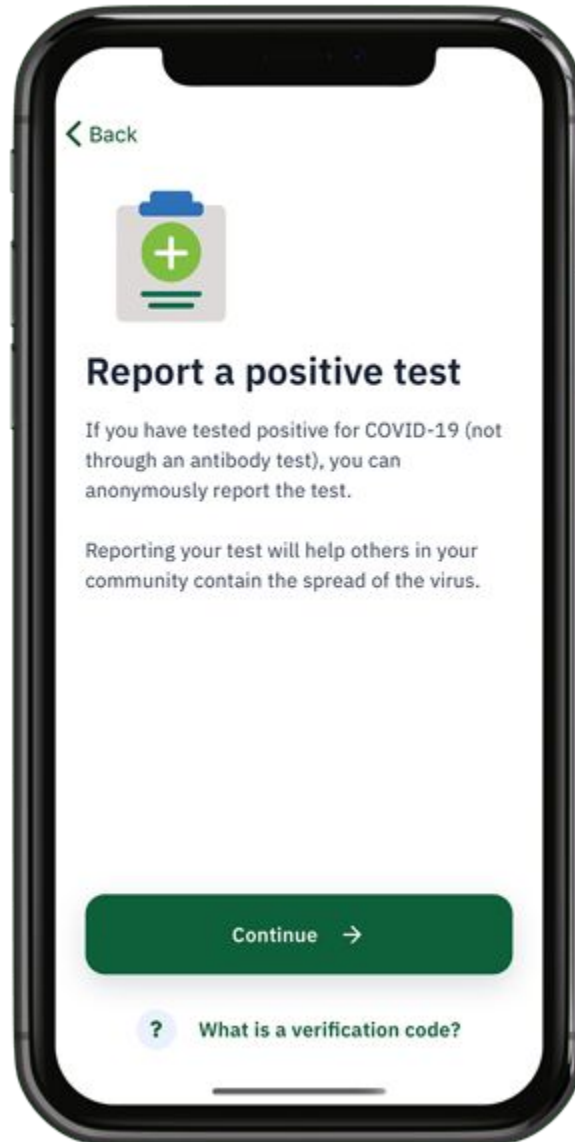 Back
Report a positive test
If you have tested positive for COVID-19 (not
through an antibody test), you can
anonymously report the test.
Reporting your test will help others in your
community contain the spread of the virus.
Continue →
? What is a verification code?